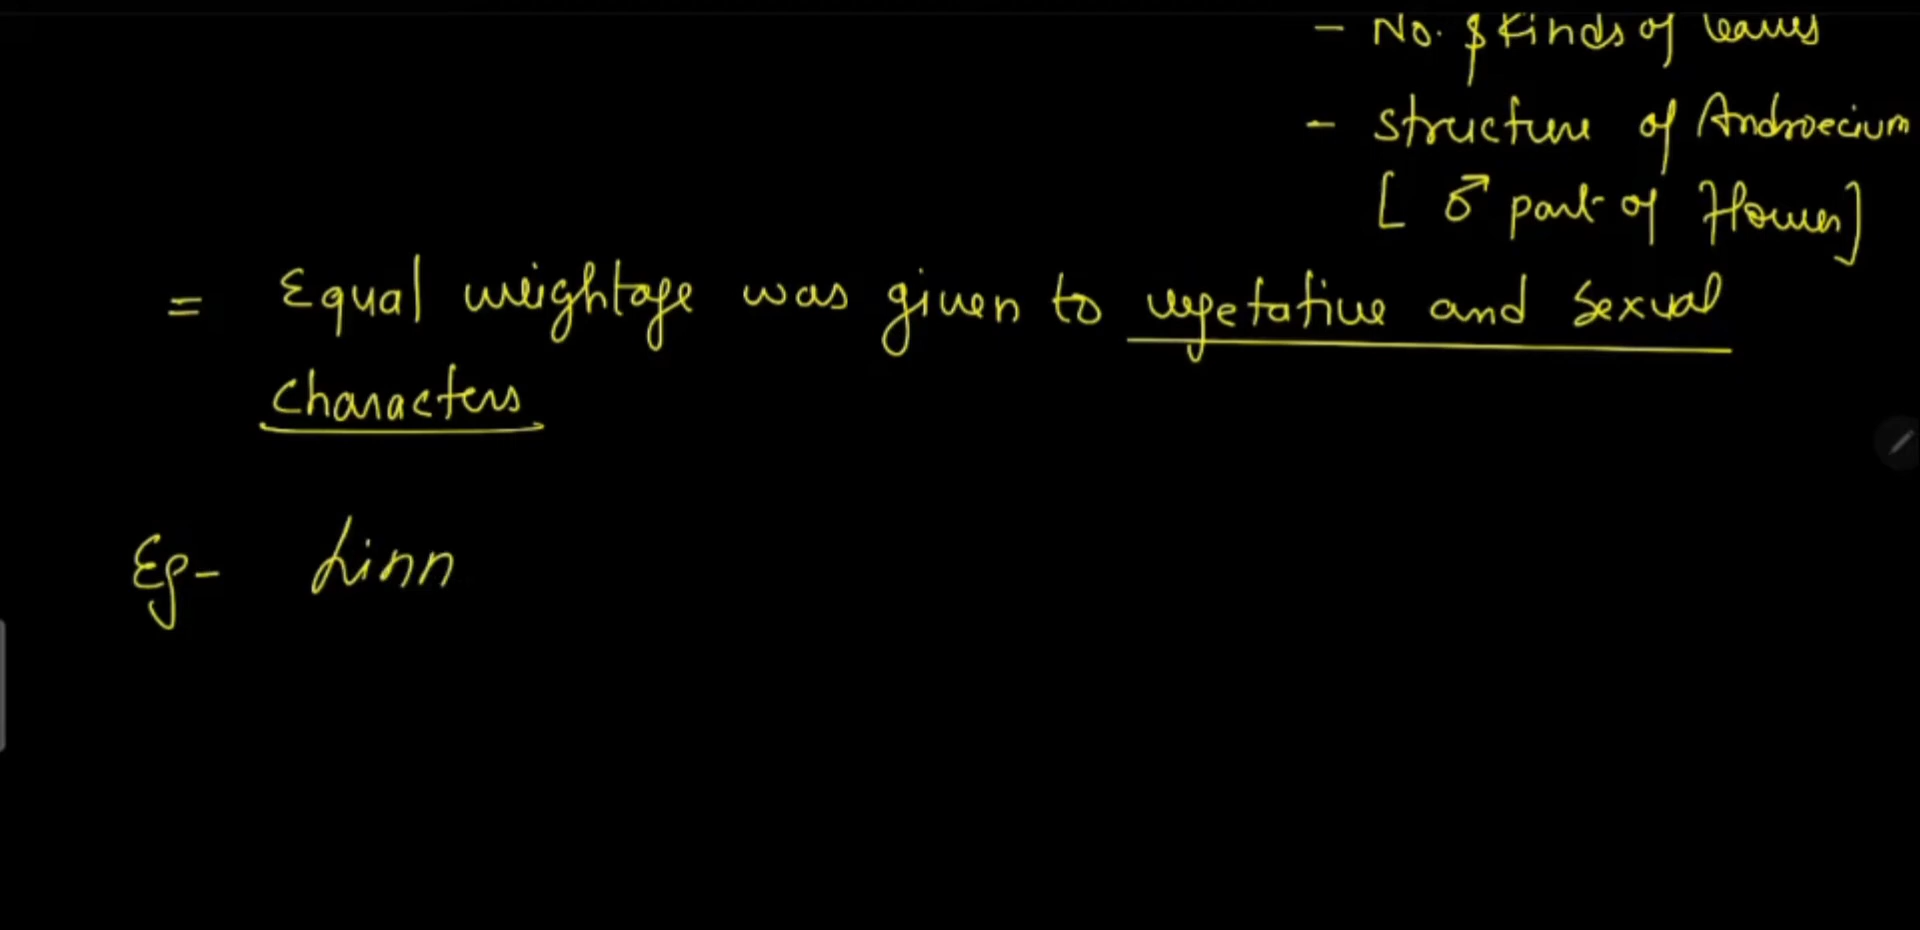 - No. & Kinds of leaves
- structure of Androecium
[ ♂ part of Flower]
= Equal weightage was given to vegetative and sexual
characters
Eg- Linn